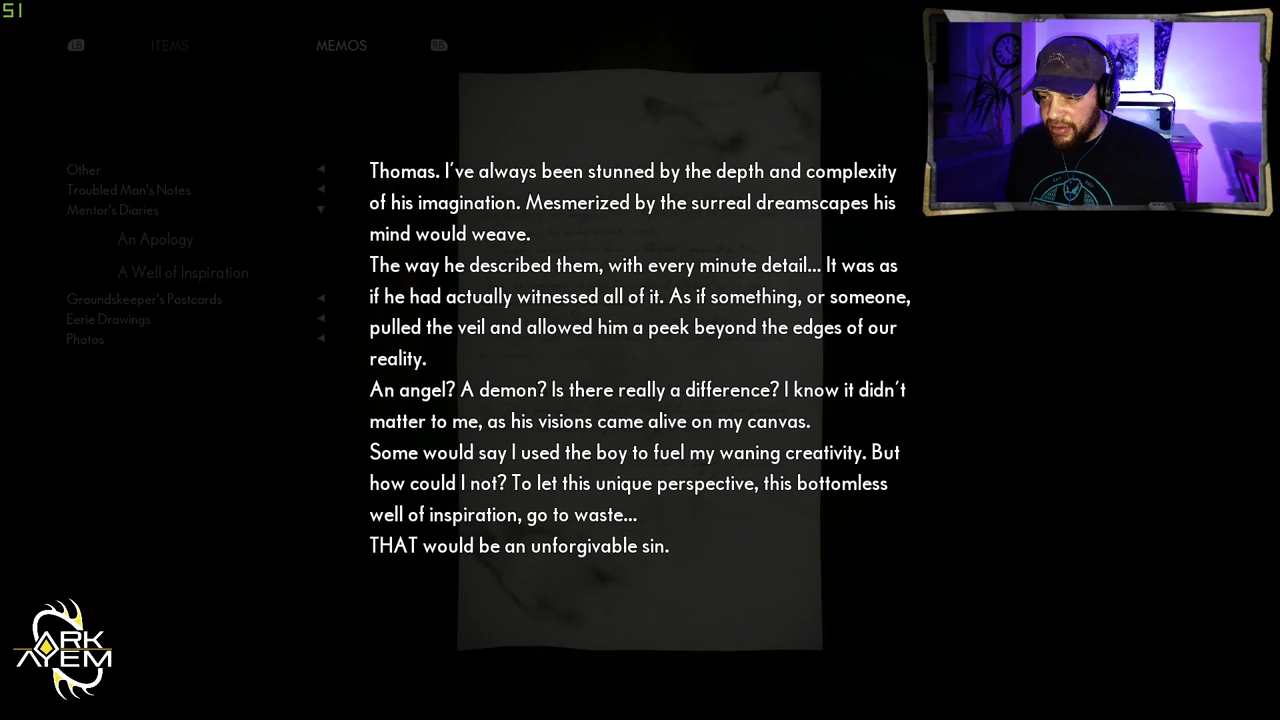 51
LB
ITEMS
MEMOS
RB
Other
Troubled Man's Notes
Mentor's Diaries
An Apology
A Well of Inspiration
Groundskeeper's Postcards
Eerie Drawings
Photos
Thomas. I've always been stunned by the depth and complexity
of his imagination. Mesmerized by the surreal dreamscapes his
mind would weave.
The way he described them, with every minute detail... It was as
if he had actually witnessed all of it. As if something, or someone,
pulled the veil and allowed him a peek beyond the edges of our
reality.
An angel? A demon? Is there really a difference? I know it didn't
matter to me, as his visions came alive on my canvas.
Some would say I used the boy to fuel my waning creativity. But
how could I not? To let this unique perspective, this bottomless
well of inspiration, go to waste...
THAT would be an unforgivable sin.
ARK
AYEM